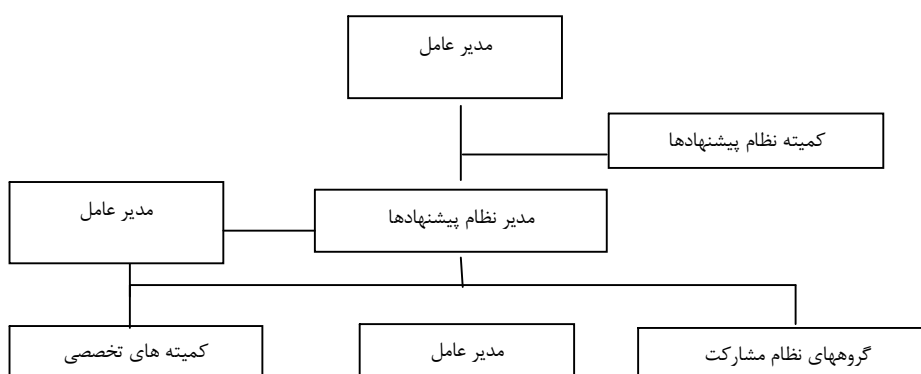 مدیر عامل
کمیته نظام پیشنهادها
مدیر عامل
مدیر نظام پیشنهادها
گروههای نظام مشارکت
مدیر عامل
کمیته های تخصصی